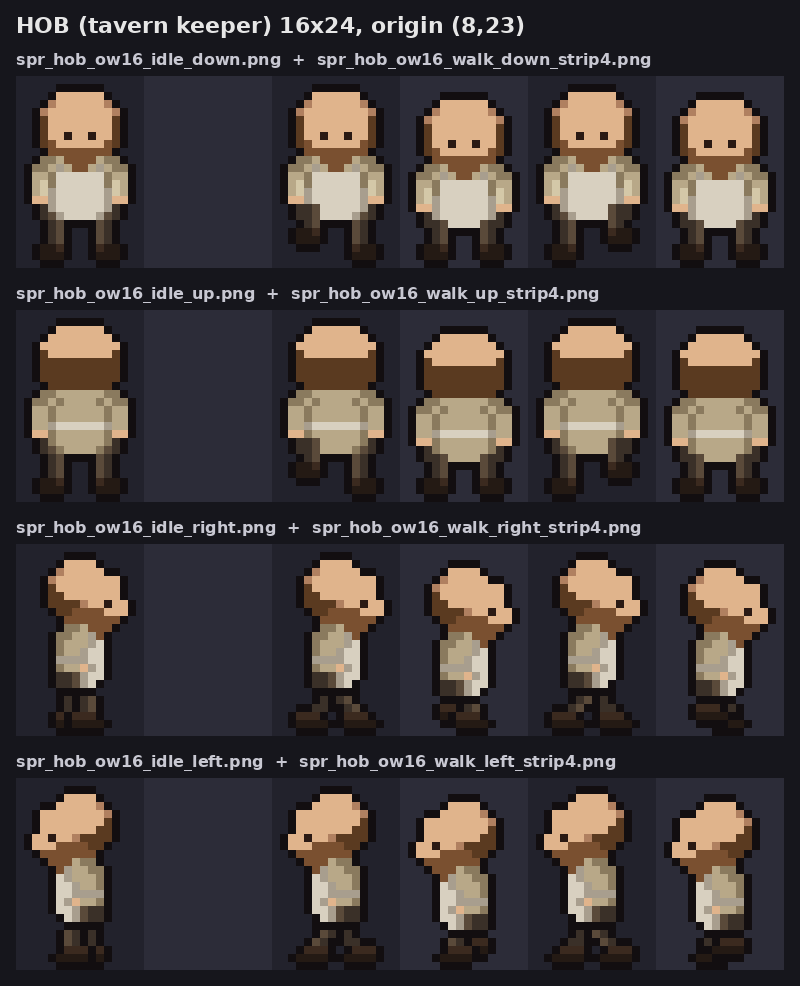 HOB (tavern keeper) 16x24, origin (8,23)
spr_hob_ow16_idle_down.png + spr_hob_ow16_walk_down_strip4.png
spr_hob_ow16_idle_up.png + spr_hob_ow16_walk_up_strip4.png
spr_hob_ow16_idle_right.png + spr_hob_ow16_walk_right_strip4.png
spr_hob_ow16_idle_left.png + spr_hob_ow16_walk_left_strip4.png